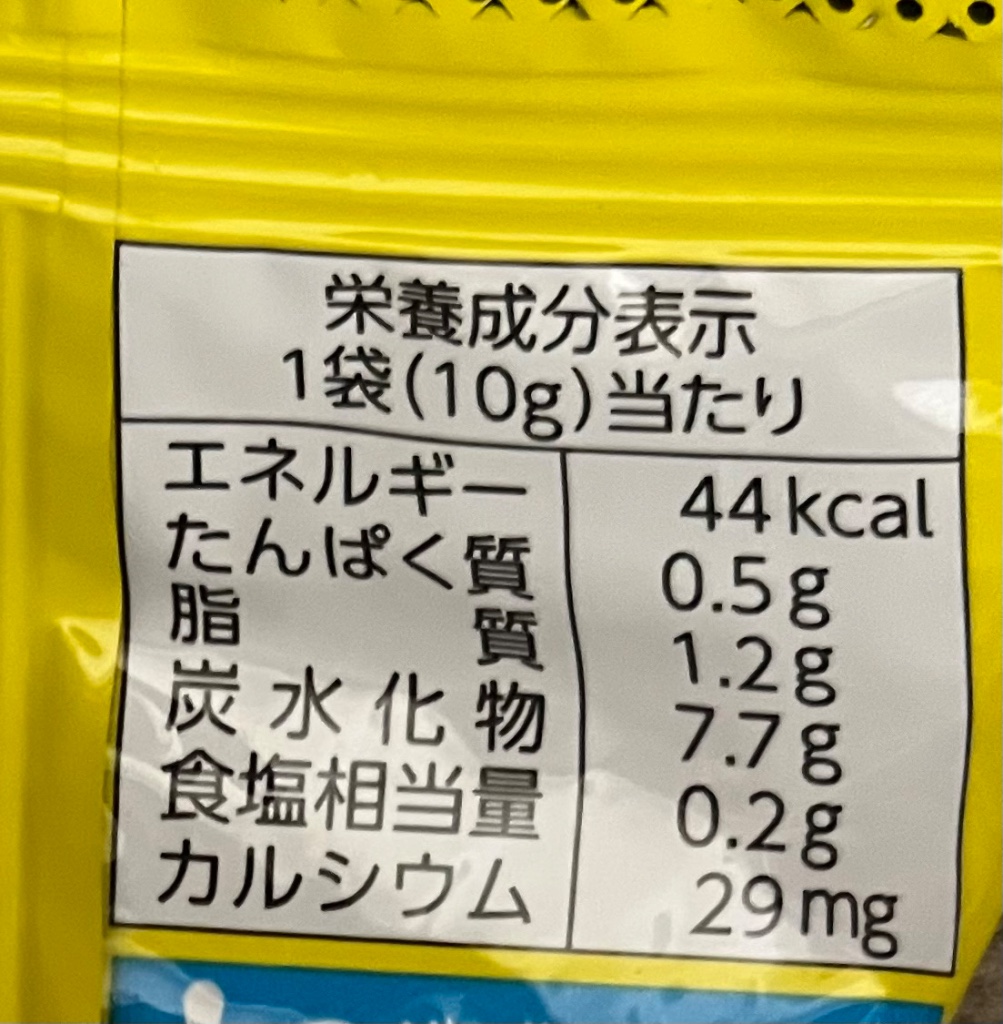 栄養成分表示
1袋(10g)当たり
エネルギー 44kcal
たんぱく質 0.5g
脂質 1.2g
炭水化物 7.7g
食塩相当量 0.2g
カルシウム 29mg